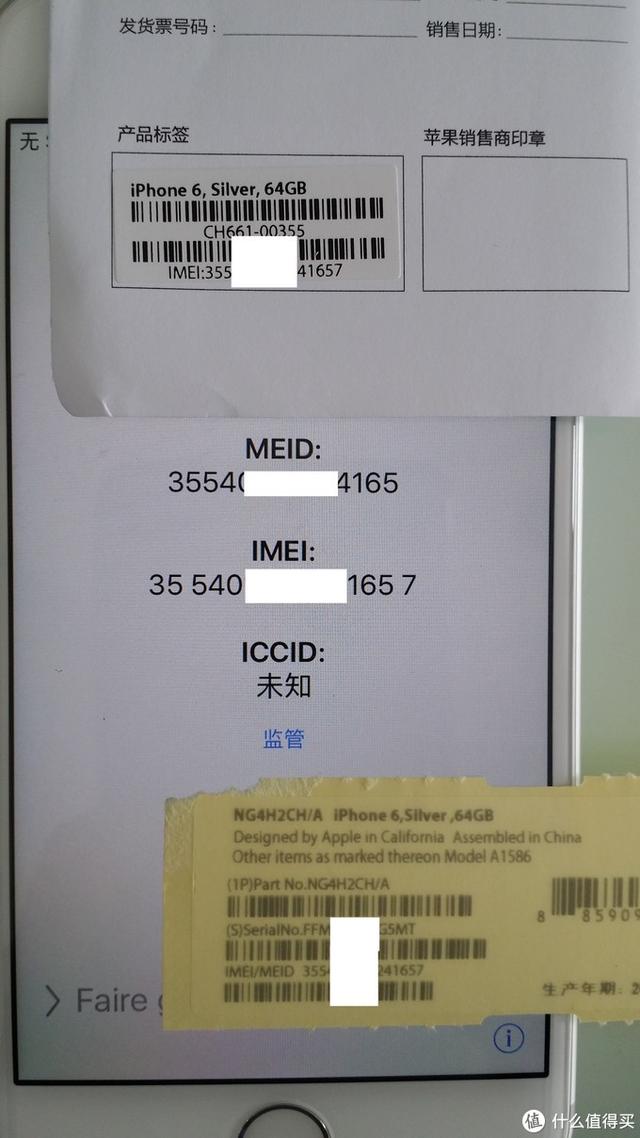 发货票号码:
销售日期:
无
产品标签
苹果销售商印章
iPhone 6, Silver, 64GB
CH661-00355
IMEI:355 41657
MEID:
35540 4165
IMEI:
35 540 165 7
ICCID:
未知
监管
NG4H2CH/A iPhone 6,Silver ,64GB
Designed by Apple in California Assembled in China
Other items as marked thereon Model A1586
(1P)Part No.NG4H2CH/A
(S)SerialNo.FFM G5MT
8 85909
IMEI/MEID 3554 241657
生产年期: 2
> Faire
值 什么值得买